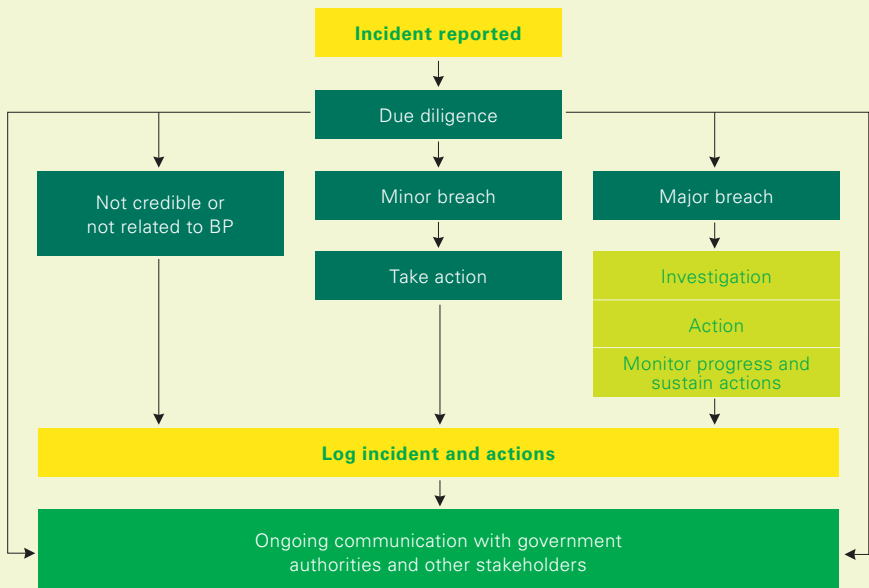 Incident reported
Due diligence
Not credible or
not related to BP
Minor breach
Major breach
Take action
Investigation
Action
Monitor progress and
sustain actions
Log incident and actions
Ongoing communication with government
authorities and other stakeholders